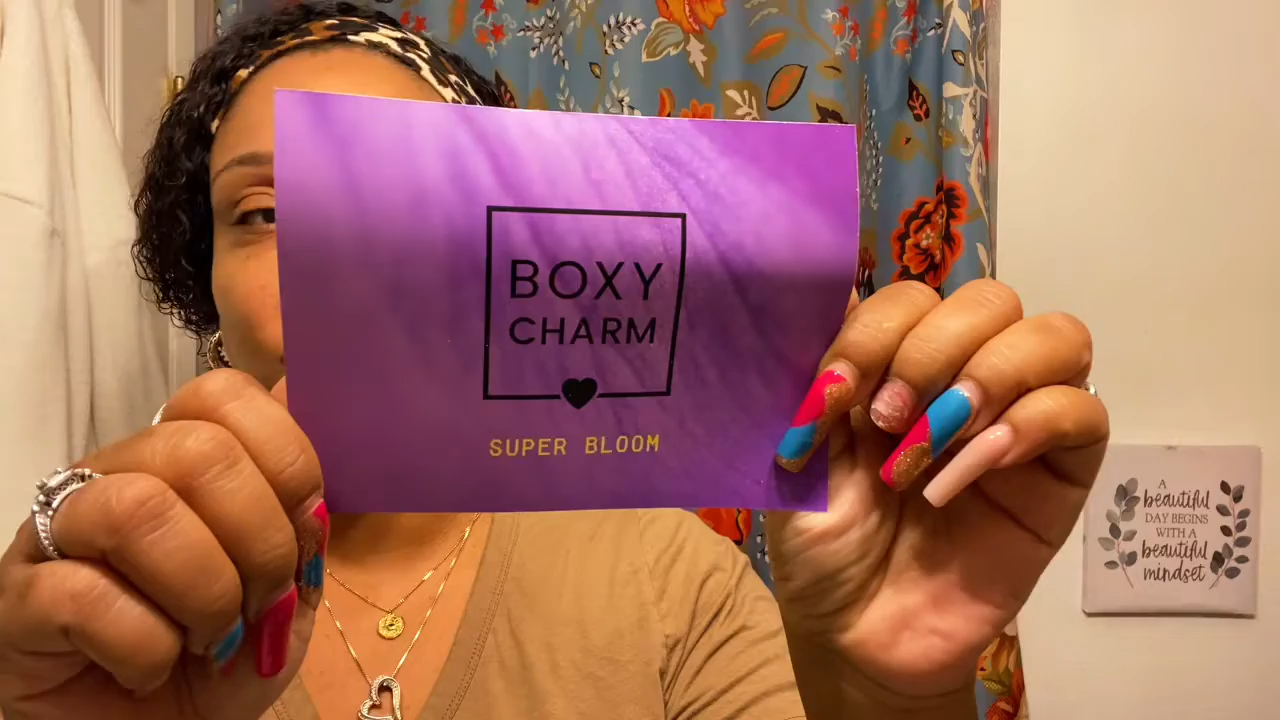 BOXY
CHARM
SUPER BLOOM
A
beautiful
DAY BEGINS
WITH A
beautiful
mindset